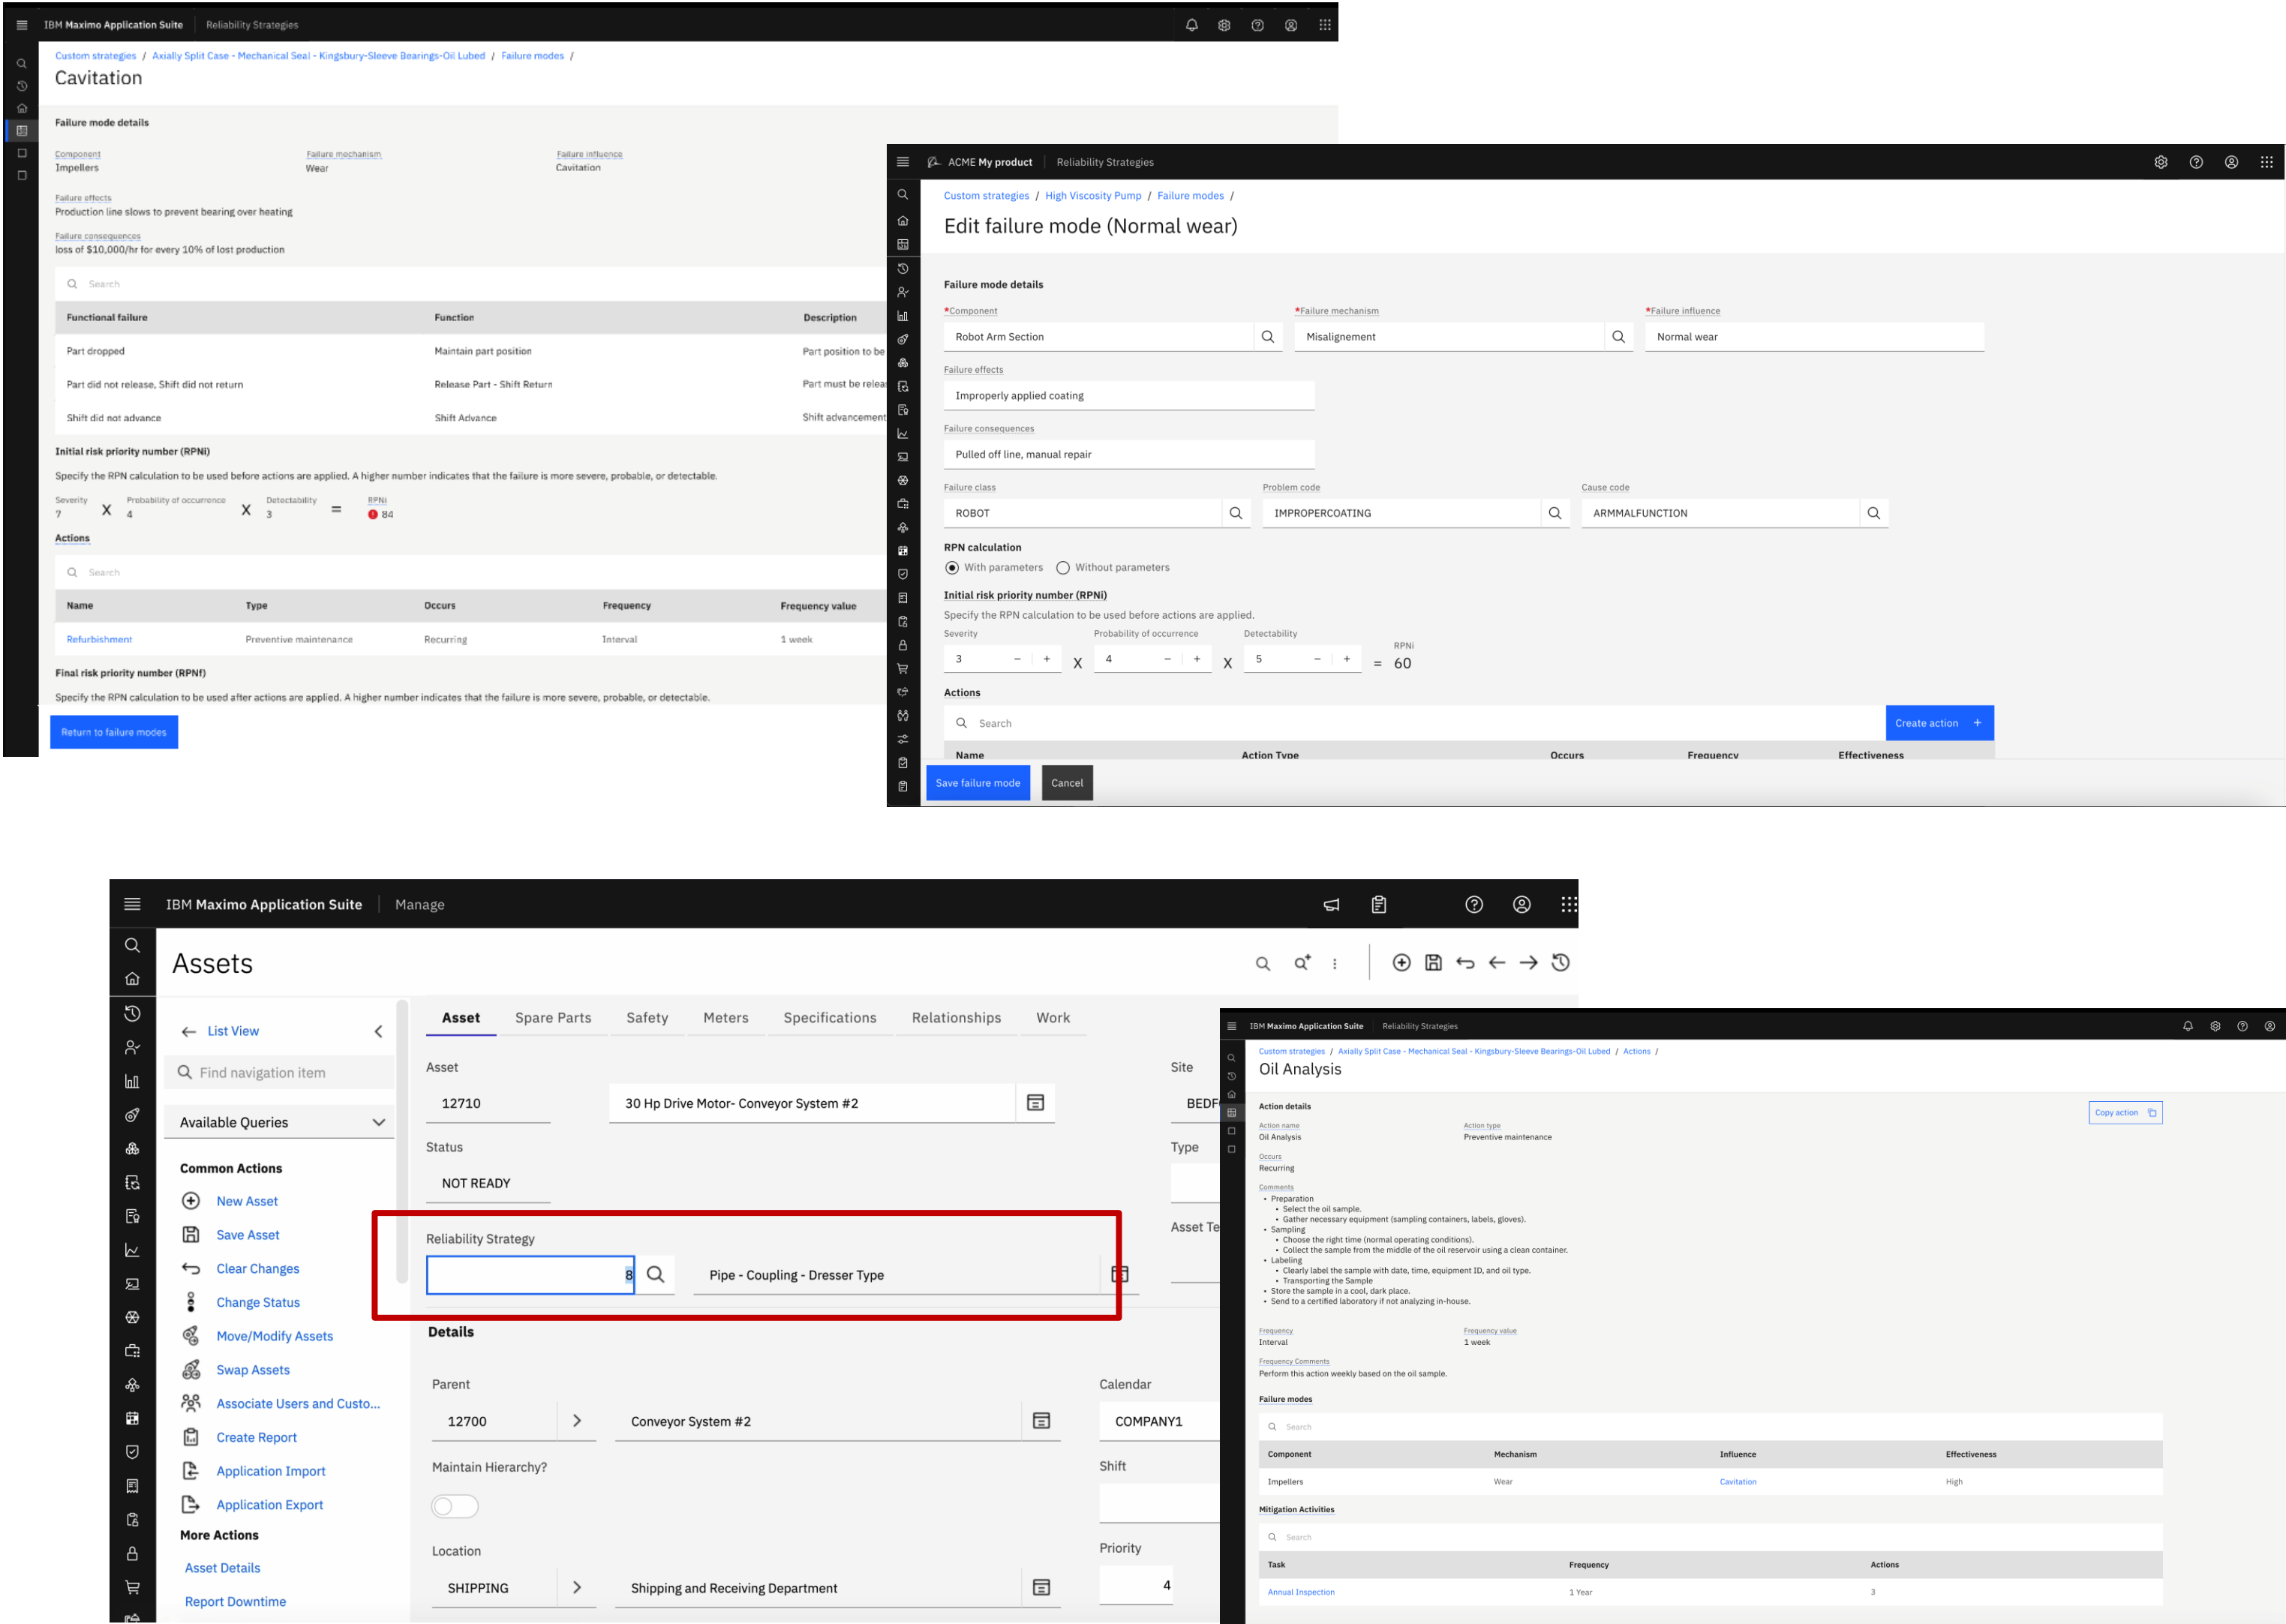 IBM Maximo Application Suite Reliability Strategies
Custom strategies / Axially Split Case - Mechanical Seal - Kingsbury-Sleeve Bearings-Oil Lubed / Failure modes /
Cavitation
Failure mode details
Component Failure mechanism Failure influence
Impellers Wear Cavitation
Failure effects
Production line slows to prevent bearing over heating
Failure consequences
loss of $10,000/hr for every 10% of lost production
Search
Functional failure Function Description
Part dropped Maintain part position Part position to be
Part did not release, Shift did not return Release Part - Shift Return Part must be relea
Shift did not advance Shift Advance Shift advancement
Initial risk priority number (RPNi)
Specify the RPN calculation to be used before actions are applied. A higher number indicates that the failure is more severe, probable, or detectable.
Severity Probability of occurrence Detectability RPNi
7 X 4 X 3 = 84
Actions
Search
Name Type Occurs Frequency Frequency value
Refurbishment Preventive maintenance Recurring Interval 1 week
Final risk priority number (RPNf)
Specify the RPN calculation to be used after actions are applied. A higher number indicates that the failure is more severe, probable, or detectable.
Return to failure modes
ACME My product Reliability Strategies
Custom strategies / High Viscosity Pump / Failure modes /
Edit failure mode (Normal wear)
Failure mode details
*Component *Failure mechanism *Failure influence
Robot Arm Section Misalignement Normal wear
Failure effects
Improperly applied coating
Failure consequences
Pulled off line, manual repair
Failure class Problem code Cause code
ROBOT IMPROPERCOATING ARMMALFUNCTION
RPN calculation
With parameters Without parameters
Initial risk priority number (RPNi)
Specify the RPN calculation to be used before actions are applied.
Severity Probability of occurrence Detectability RPNi
3 − + X 4 − + X 5 − + = 60
Actions
Search Create action +
Name Action Type Occurs Frequency Effectiveness
Save failure mode Cancel
IBM Maximo Application Suite Manage
Assets
List View
Find navigation item
Available Queries
Common Actions
New Asset
Save Asset
Clear Changes
Change Status
Move/Modify Assets
Swap Assets
Associate Users and Custo...
Create Report
Application Import
Application Export
More Actions
Asset Details
Report Downtime
Asset Spare Parts Safety Meters Specifications Relationships Work
Asset Site
12710 30 Hp Drive Motor- Conveyor System #2 BEDF
Status Type
NOT READY
Reliability Strategy Asset Te
8 Pipe - Coupling - Dresser Type
Details
Parent Calendar
12700 Conveyor System #2 COMPANY1
Maintain Hierarchy? Shift
Location Priority
SHIPPING Shipping and Receiving Department 4
IBM Maximo Application Suite Reliability Strategies
Custom strategies / Axially Split Case - Mechanical Seal - Kingsbury-Sleeve Bearings-Oil Lubed / Actions /
Oil Analysis
Action details Copy action
Action name Action type
Oil Analysis Preventive maintenance
Occurs
Recurring
Comments
• Preparation
• Select the oil sample.
• Gather necessary equipment (sampling containers, labels, gloves).
• Sampling
• Choose the right time (normal operating conditions).
• Collect the sample from the middle of the oil reservoir using a clean container.
• Labeling
• Clearly label the sample with date, time, equipment ID, and oil type.
• Transporting the Sample
• Store the sample in a cool, dark place.
• Send to a certified laboratory if not analyzing in-house.
Frequency Frequency value
Interval 1 week
Frequency Comments
Perform this action weekly based on the oil sample.
Failure modes
Search
Component Mechanism Influence Effectiveness
Impellers Wear Cavitation High
Mitigation Activities
Search
Task Frequency Actions
Annual Inspection 1 Year 3